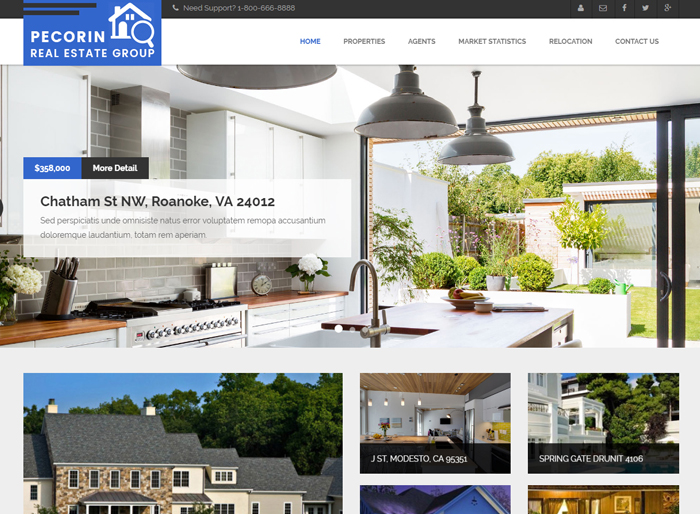 Need Support? 1-800-666-8888
PECORIN
REAL ESTATE GROUP
HOME PROPERTIES AGENTS MARKET STATISTICS RELOCATION CONTACT US
$358,000 More Detail
Chatham St NW, Roanoke, VA 24012
Sed perspiciatis unde omnisiste natus error voluptatem remopa accusantium
doloremque laudantium, totam rem aperiam.
J ST, MODESTO, CA 95351
SPRING GATE DRUNIT 4106